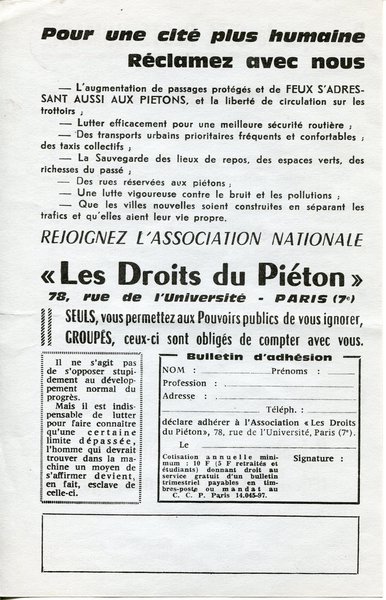 Pour une cité plus humaine
Réclamez avec nous
— L'augmentation de passages protégés et de FEUX S'ADRES-
SANT AUSSI AUX PIETONS, et la liberté de circulation sur les
trottoirs ;
— Lutter efficacement pour une meilleure sécurité routière ;
— Des transports urbains prioritaires fréquents et confortables ;
des taxis collectifs ;
— La Sauvegarde des lieux de repos, des espaces verts, des
richesses du passé ;
— Des rues réservées aux piétons ;
— Une lutte vigoureuse contre le bruit et les pollutions ;
— Que les villes nouvelles soient construites en séparant les
trafics et qu'elles aient leur vie propre.
REJOIGNEZ L'ASSOCIATION NATIONALE
« Les Droits du Piéton »
78, rue de l'Université - PARIS (7e)
SEULS, vous permettez aux Pouvoirs publics de vous ignorer,
GROUPÉS, ceux-ci sont obligés de compter avec vous.
Il ne s'agit pas
de s'opposer stupi-
dement au dévelop-
pement normal du
progrès.
Mais il est indis-
pensable de lutter
pour faire connaître
qu'une certaine
limite dépassée,
l'homme qui devrait
trouver dans la ma-
chine un moyen de
s'affirmer devient,
en fait, esclave de
celle-ci.
Bulletin d'adhésion
NOM : Prénoms :
Profession :
Adresse :
Téléph. :
déclare adhérer à l'Association « Les Droits
du Piéton », 78, rue de l'Université, Paris (7e).
Le
Cotisation annuelle mini-
mum : 10 F (5 F retraités et
étudiants) donnant droit au
service gratuit d'un bulletin
trimestriel payables en tim-
bres-poste ou mandat au
C. C. P. Paris 14.045-97.
Signature :